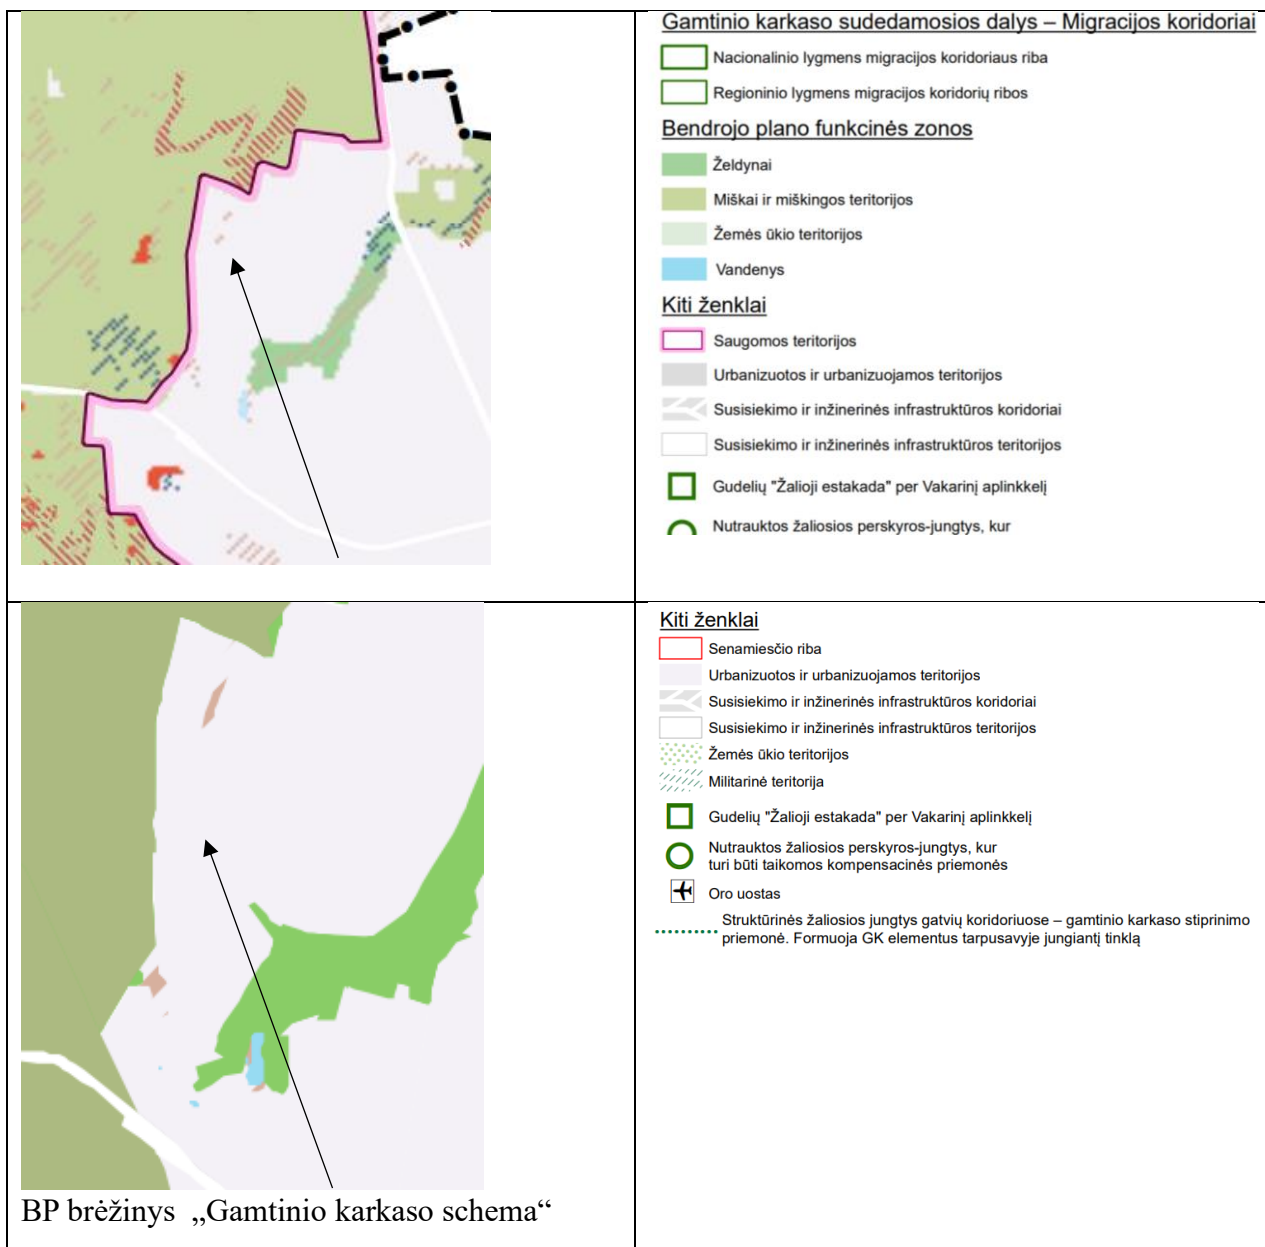 Gamtinio karkaso sudedamosios dalys – Migracijos koridoriai
Nacionalinio lygmens migracijos koridoriaus riba
Regioninio lygmens migracijos koridorių ribos
Bendrojo plano funkcinės zonos
Želdynai
Miškai ir miškingos teritorijos
Žemės ūkio teritorijos
Vandenys
Kiti ženklai
Saugomos teritorijos
Urbanizuotos ir urbanizuojamos teritorijos
Susisiekimo ir inžinerinės infrastruktūros koridoriai
Susisiekimo ir inžinerinės infrastruktūros teritorijos
Gudelių "Žalioji estakada" per Vakarinį aplinkkelį
Nutrauktos žaliosios perskyros-jungtys, kur
BP brėžinys „Gamtinio karkaso schema“
Kiti ženklai
Senamiesčio riba
Urbanizuotos ir urbanizuojamos teritorijos
Susisiekimo ir inžinerinės infrastruktūros koridoriai
Susisiekimo ir inžinerinės infrastruktūros teritorijos
Žemės ūkio teritorijos
Militarinė teritorija
Gudelių "Žalioji estakada" per Vakarinį aplinkkelį
Nutrauktos žaliosios perskyros-jungtys, kur
turi būti taikomos kompensacinės priemonės
Oro uostas
Struktūrinės žaliosios jungtys gatvių koridoriuose – gamtinio karkaso stiprinimo
priemonė. Formuoja GK elementus tarpusavyje jungiantį tinklą